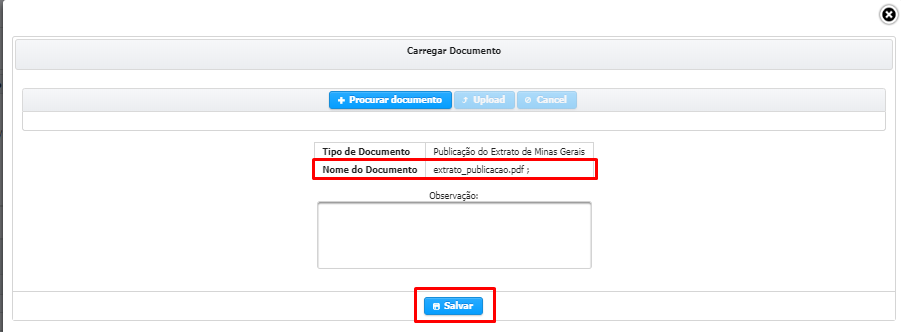 Carregar Documento
Procurar documento Upload Cancel
Tipo de Documento Publicação do Extrato de Minas Gerais
Nome do Documento extrato_publicacao.pdf ;
Observação:
Salvar